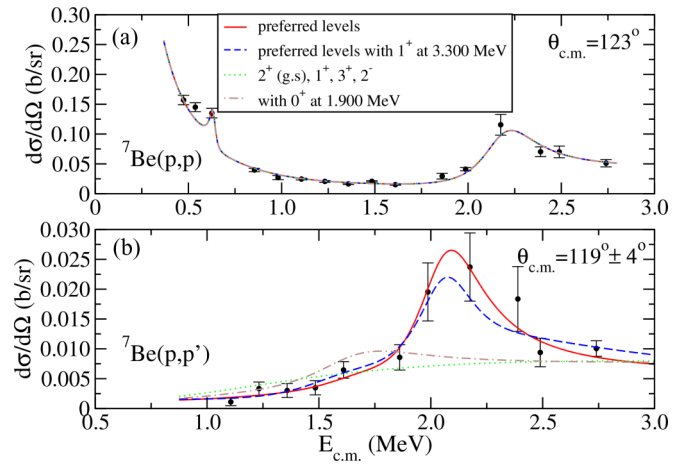 0.30
0.25
0.20
0.15
0.10
0.05
0
dσ/dΩ (b/sr)
(a)
⁷Be(p,p)
θc.m.=123°
preferred levels
preferred levels with 1⁺ at 3.300 MeV
2⁺ (g.s), 1⁺, 3⁺, 2⁻
with 0⁺ at 1.900 MeV
0 0.5 1.0 1.5 2.0 2.5 3.0
0.030
0.025
0.020
0.015
0.010
0.005
0
dσ/dΩ (b/sr)
(b)
⁷Be(p,p’)
θc.m.=119°± 4°
0.5 1.0 1.5 2.0 2.5 3.0
Ec.m. (MeV)